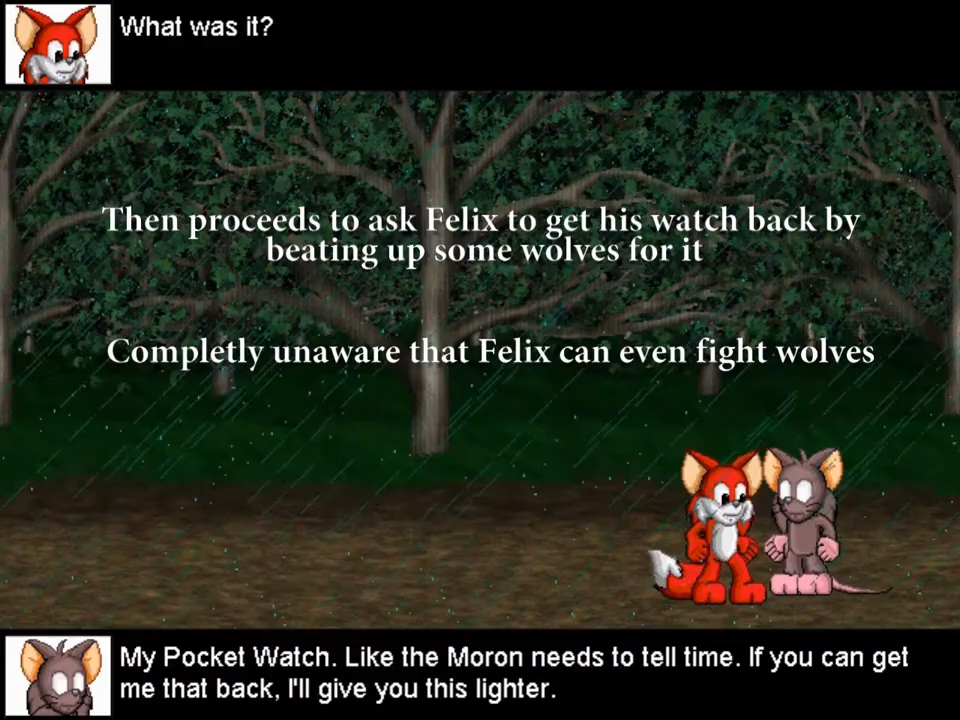 What was it?
Then proceeds to ask Felix to get his watch back by
beating up some wolves for it
Completly unaware that Felix can even fight wolves
My Pocket Watch. Like the Moron needs to tell time. If you can get
me that back, I'll give you this lighter.